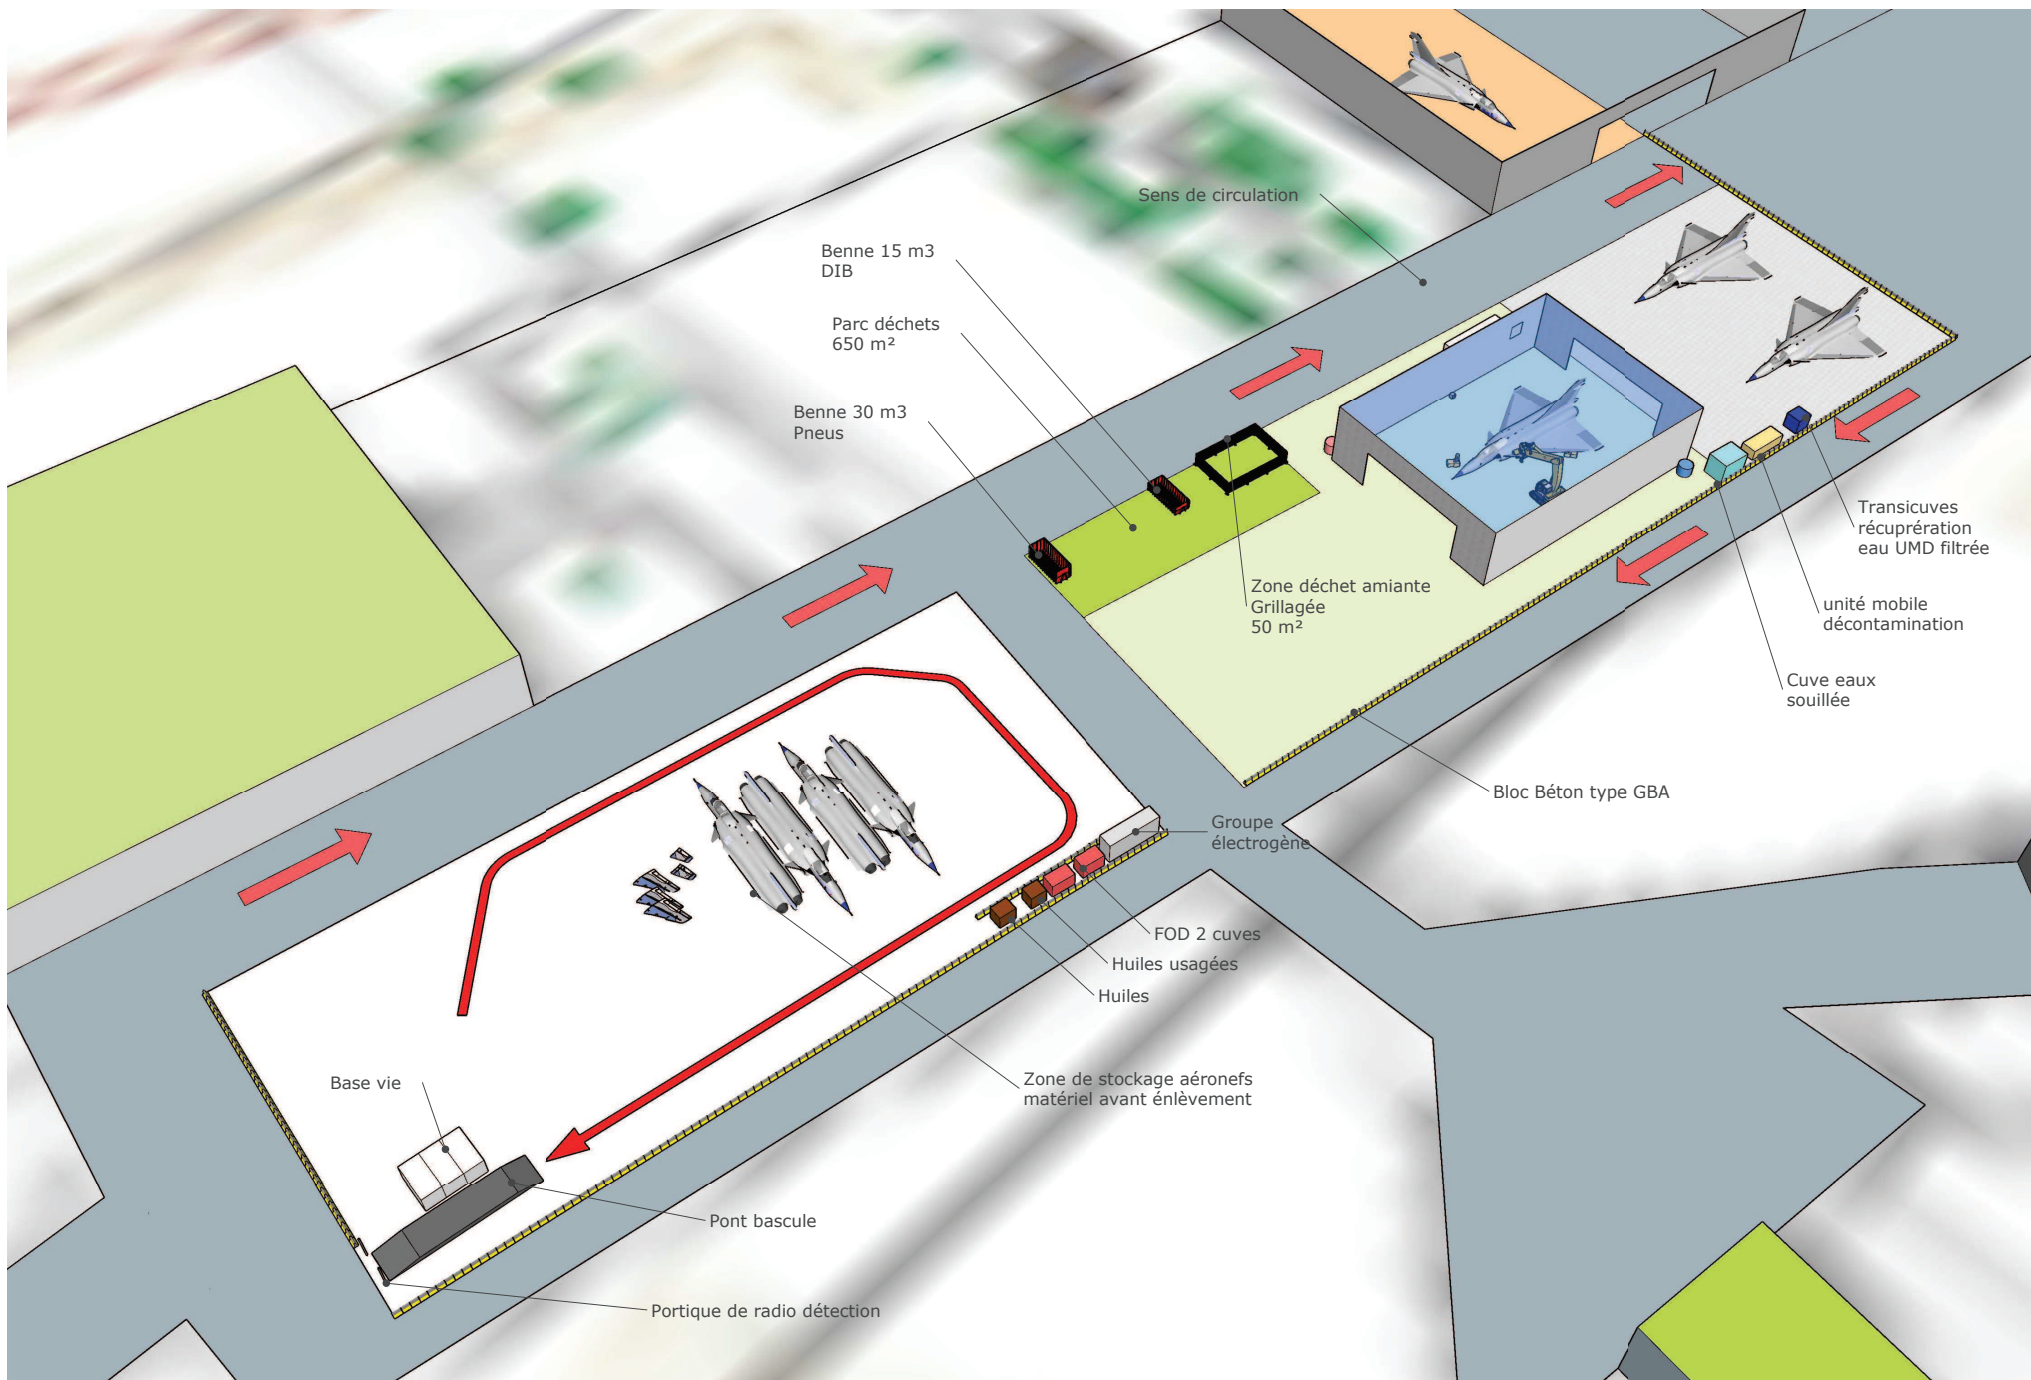 Sens de circulation
Benne 15 m3
DIB
Parc déchets
650 m²
Benne 30 m3
Pneus
Transicuves
récuprération
eau UMD filtrée
Zone déchet amiante
Grillagée
50 m²
unité mobile
décontamination
Cuve eaux
souillée
Bloc Béton type GBA
Groupe
électrogène
FOD 2 cuves
Huiles usagées
Huiles
Zone de stockage aéronefs
matériel avant énlèvement
Base vie
Pont bascule
Portique de radio détection